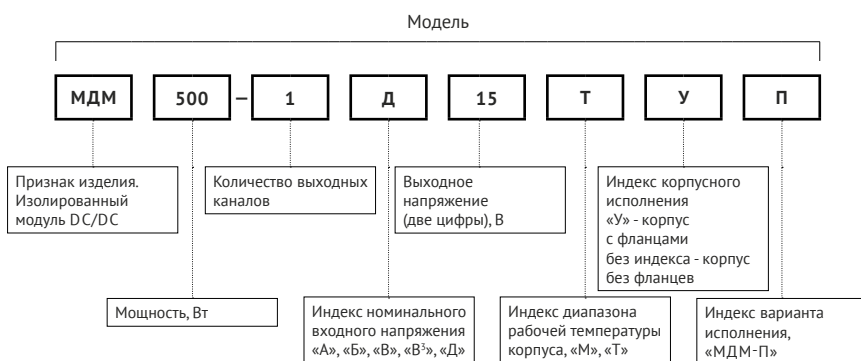 Модель
МДМ 500 – 1 Д 15 Т У П
Признак изделия.
Изолированный
модуль DC/DC
Количество выходных
каналов
Выходное
напряжение
(две цифры), В
Индекс корпусного
исполнения
«У» - корпус
с фланцами
без индекса - корпус
без фланцев
Мощность, Вт
Индекс номинального
входного напряжения
«А», «Б», «В», «В³», «Д»
Индекс диапазона
рабочей температуры
корпуса, «М», «Т»
Индекс варианта
исполнения,
«МДМ-П»